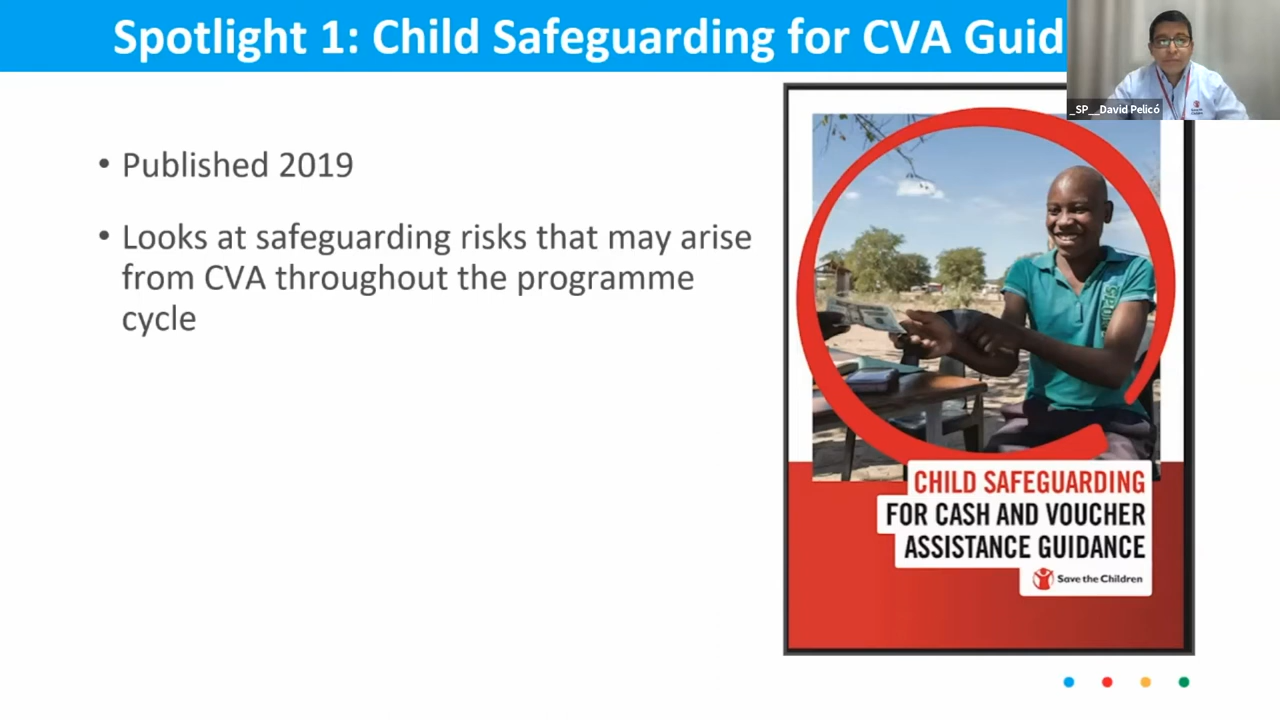 Spotlight 1: Child Safeguarding for CVA Guid
_SP__David Pelicó
• Published 2019
• Looks at safeguarding risks that may arise
from CVA throughout the programme
cycle
CHILD SAFEGUARDING
FOR CASH AND VOUCHER
ASSISTANCE GUIDANCE
Save the Children